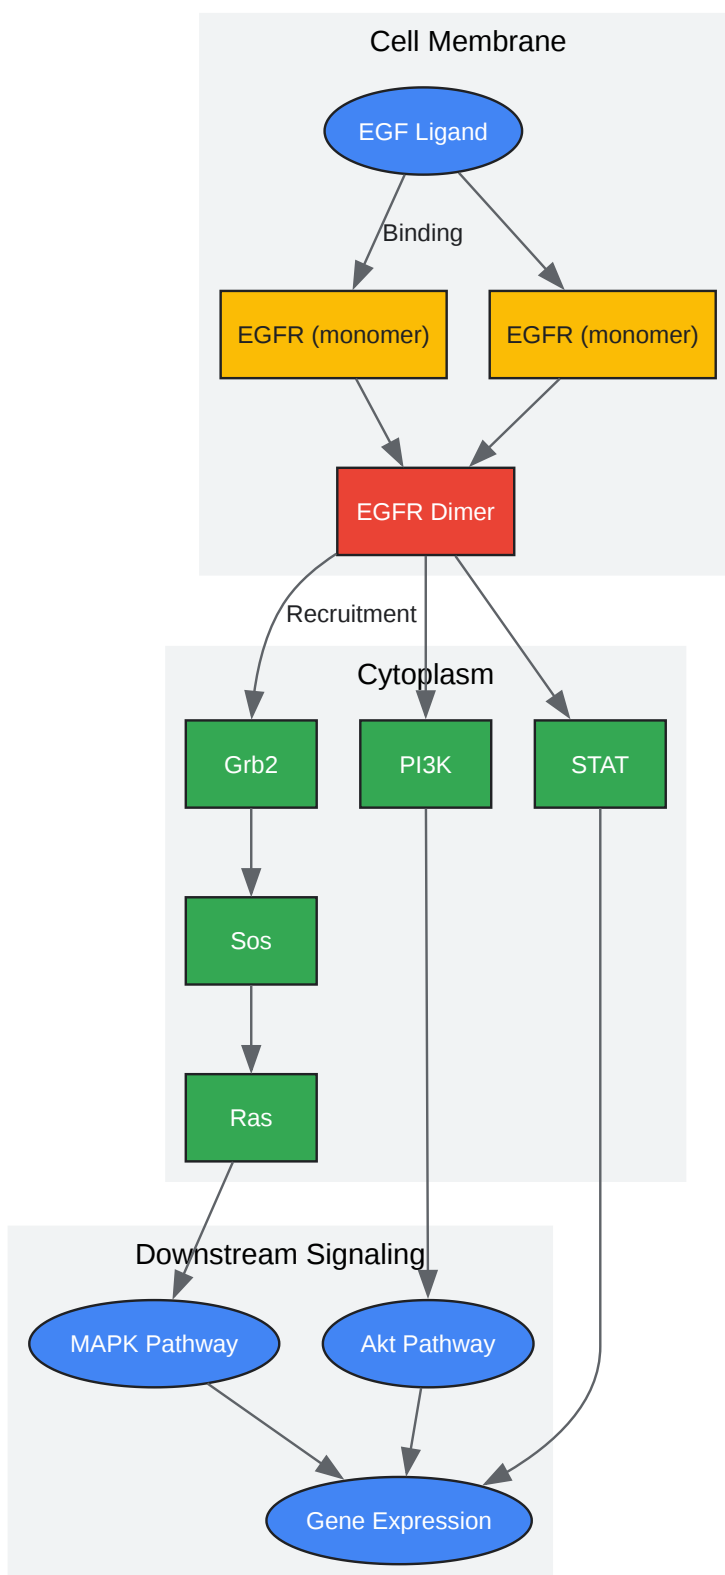 Cell Membrane
EGF Ligand
Binding
EGFR (monomer)
EGFR (monomer)
EGFR Dimer
Recruitment
Cytoplasm
Grb2
PI3K
STAT
Sos
Ras
Downstream Signaling
MAPK Pathway
Akt Pathway
Gene Expression